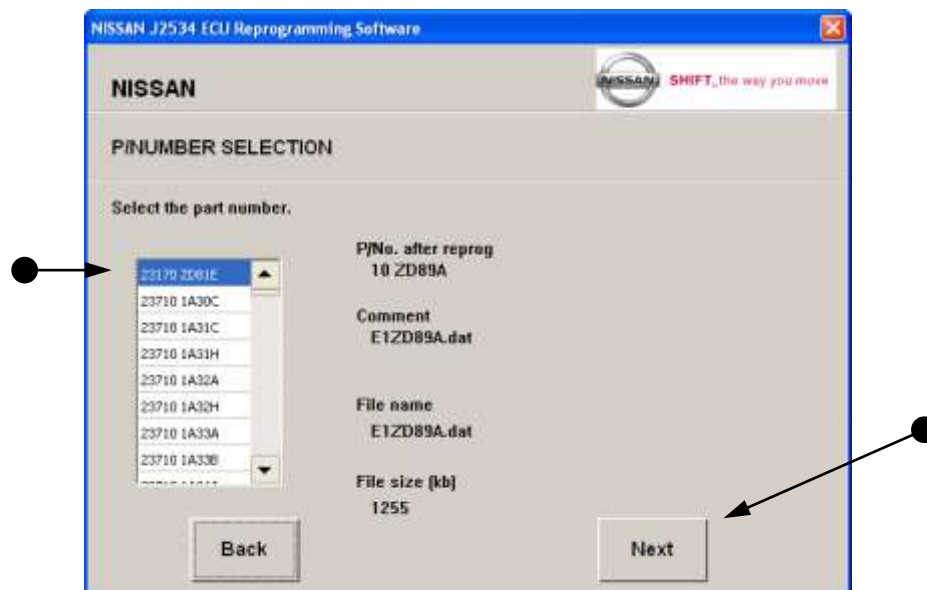 NISSAN J2534 ECU Reprogramming Software
NISSAN
NISSAN SHIFT_the way you move
P/NUMBER SELECTION
Select the part number.
23170 ZD81E
23710 1A30C
23710 1A31C
23710 1A31H
23710 1A32A
23710 1A32H
23710 1A33A
23710 1A33B
P/No. after reprog
10 ZD89A
Comment
E1ZD89A.dat
File name
E1ZD89A.dat
File size (kb)
1255
Back
Next